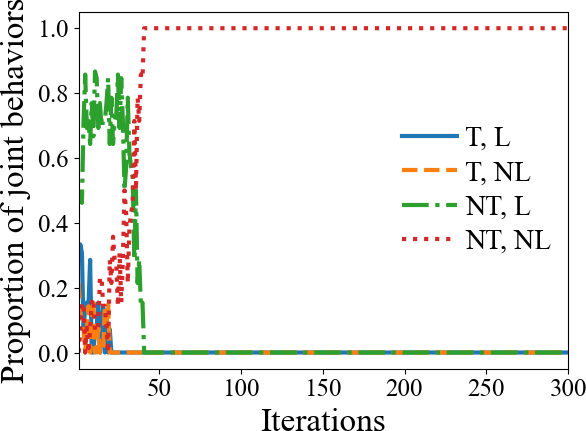 Proportion of joint behaviors
1.0
0.8
0.6
0.4
0.2
0.0
T, L
T, NL
NT, L
NT, NL
50 100 150 200 250 300
Iterations